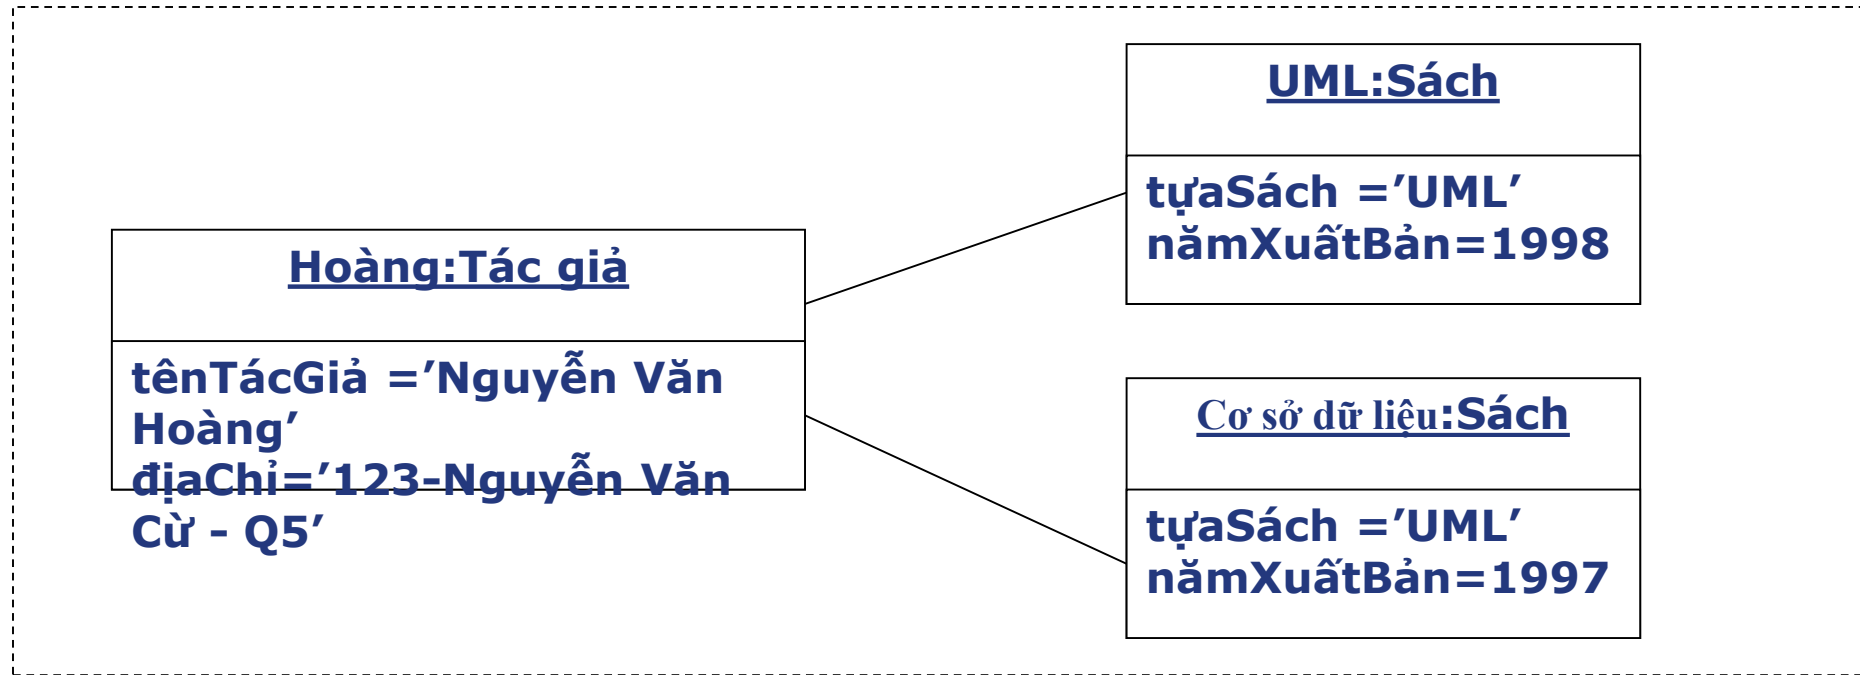 UML:Sách
tựaSách =’UML’
nămXuấtBản=1998
Hoàng:Tác giả
tênTácGiả =’Nguyễn Văn
Hoàng’
địaChỉ=’123–Nguyễn Văn
Cừ – Q5’
Cơ sở dữ liệu:Sách
tựaSách =’UML’
nămXuấtBản=1997